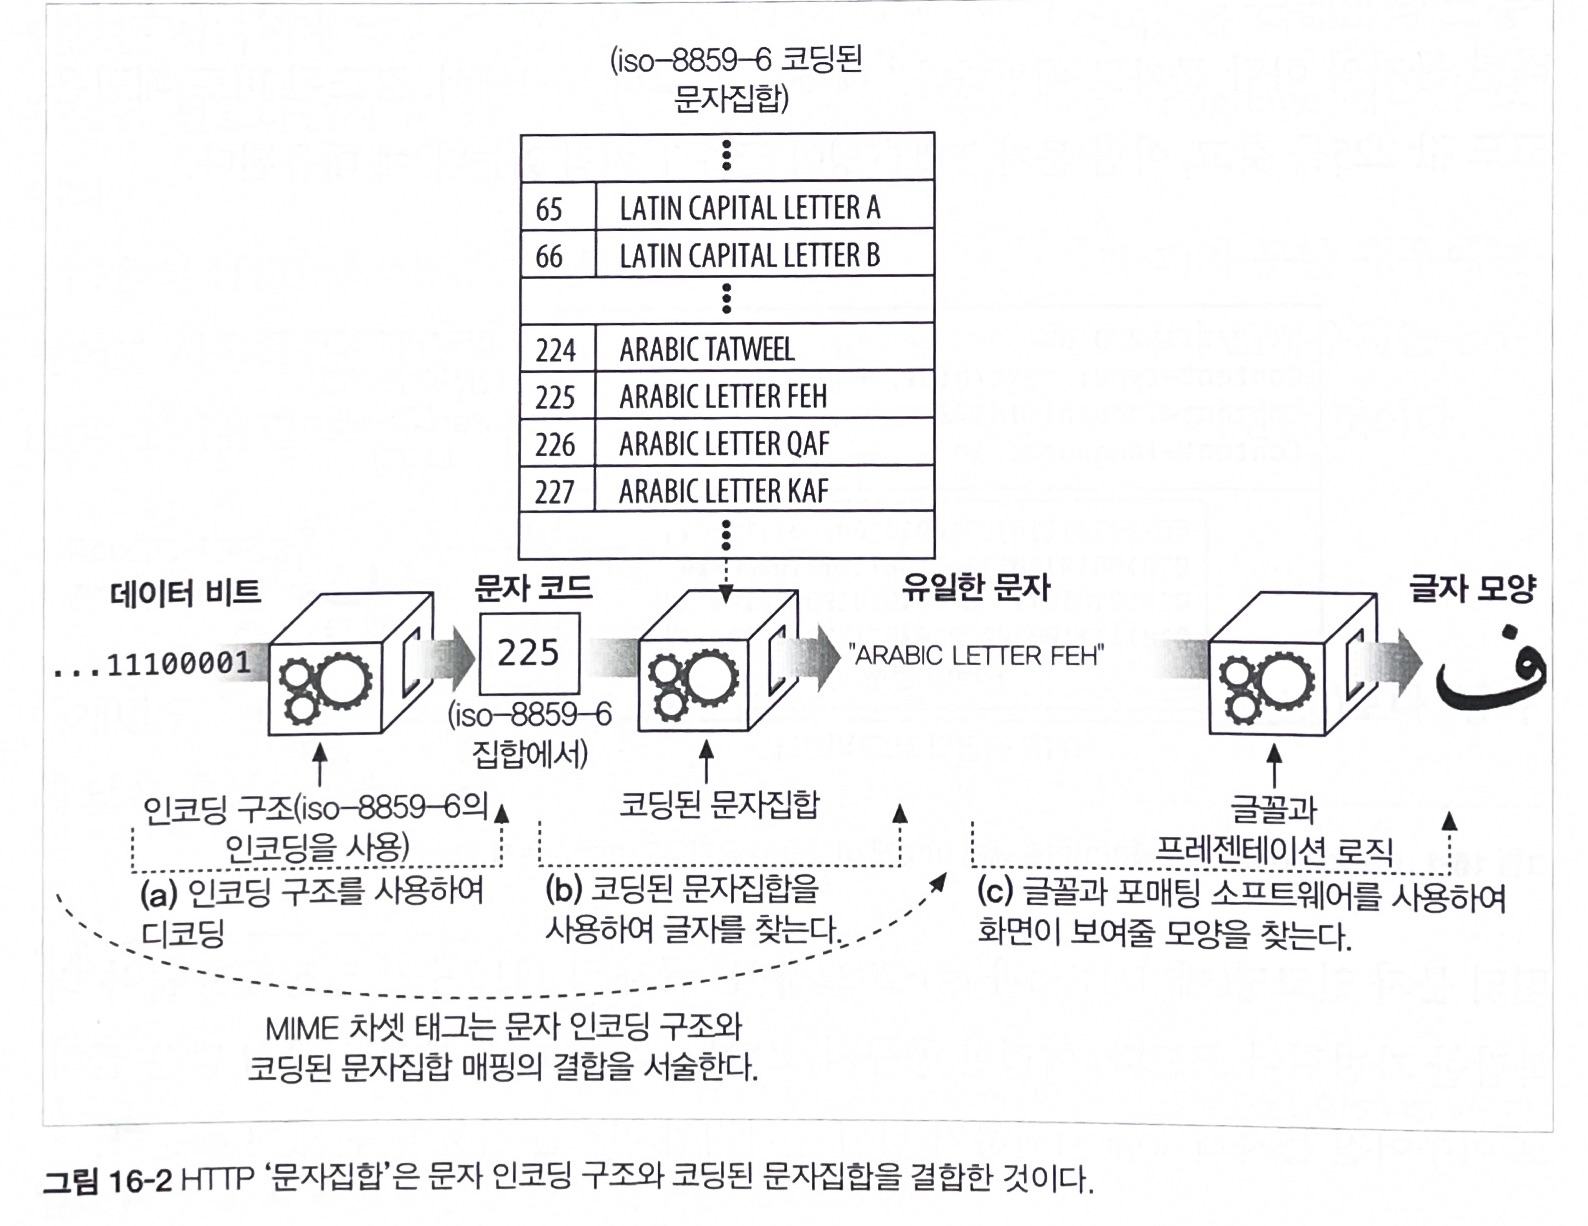 (iso-8859-6 코딩된
문자집합)
65 LATIN CAPITAL LETTER A
66 LATIN CAPITAL LETTER B
224 ARABIC TATWEEL
225 ARABIC LETTER FEH
226 ARABIC LETTER QAF
227 ARABIC LETTER KAF
데이터 비트
문자 코드
유일한 문자
글자 모양
...11100001
225
"ARABIC LETTER FEH"
ف
(iso-8859-6
집합에서)
인코딩 구조(iso-8859-6의
인코딩을 사용)
코딩된 문자집합
글꼴과
프레젠테이션 로직
(a) 인코딩 구조를 사용하여
디코딩
(b) 코딩된 문자집합을
사용하여 글자를 찾는다.
(c) 글꼴과 포매팅 소프트웨어를 사용하여
화면이 보여줄 모양을 찾는다.
MIME 차셋 태그는 문자 인코딩 구조와
코딩된 문자집합 매핑의 결합을 서술한다.
그림 16-2 HTTP ‘문자집합’은 문자 인코딩 구조와 코딩된 문자집합을 결합한 것이다.